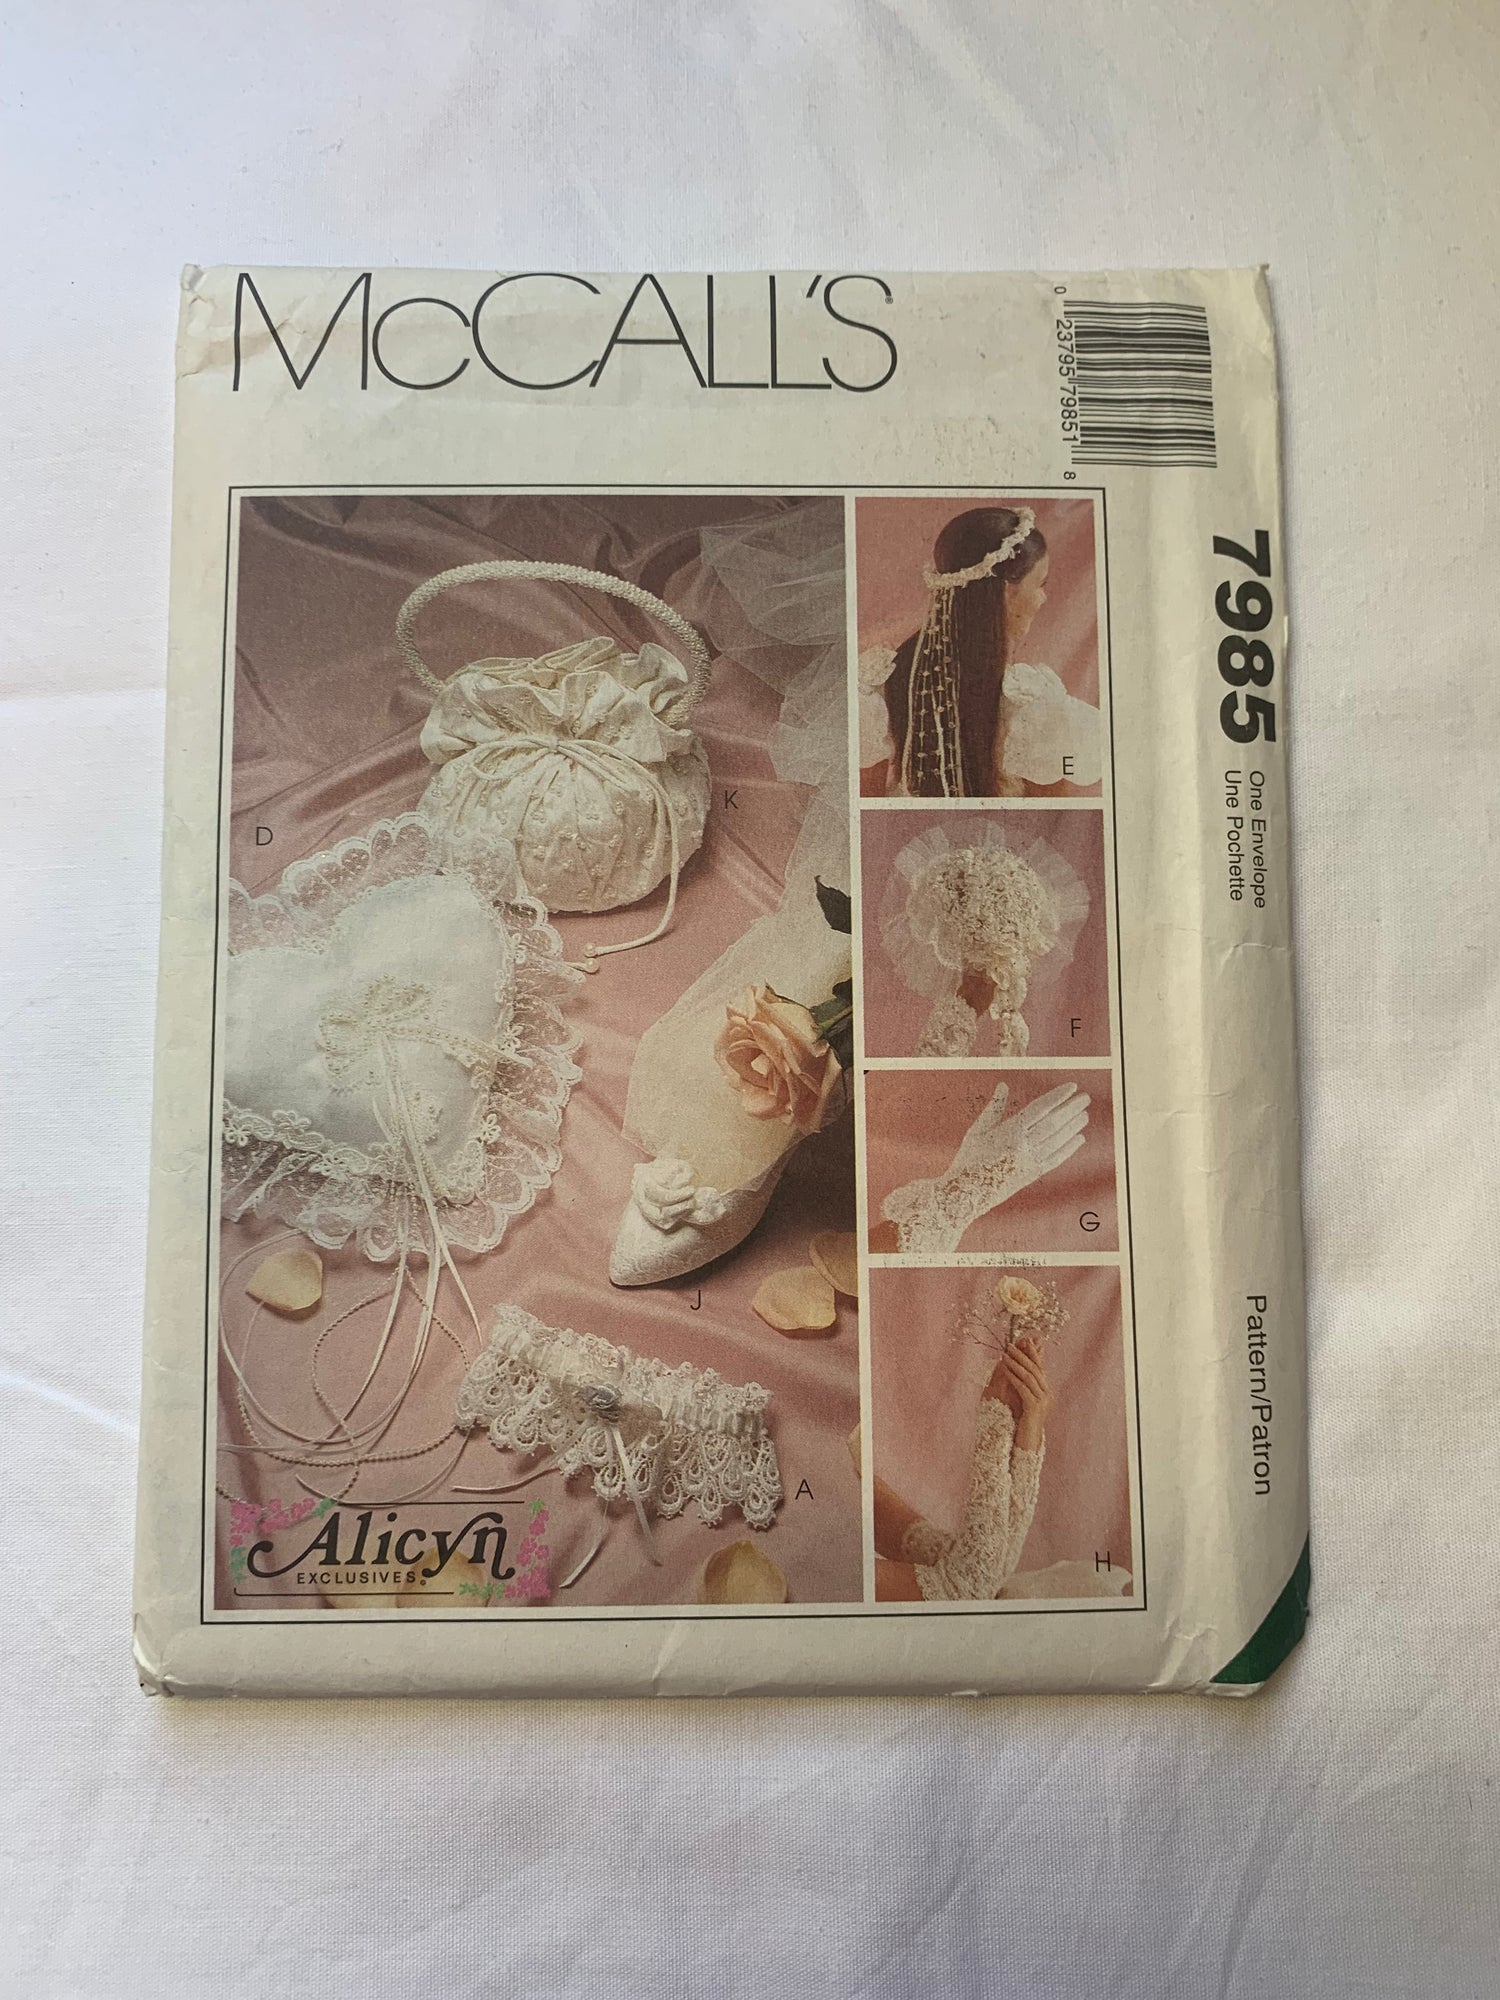 McCALL'S®
0 23795 79851 8
7985
One Envelope
Une Pochette
Pattern/Patron
D
K
J
A
E
F
G
H
Alicyn
EXCLUSIVES®